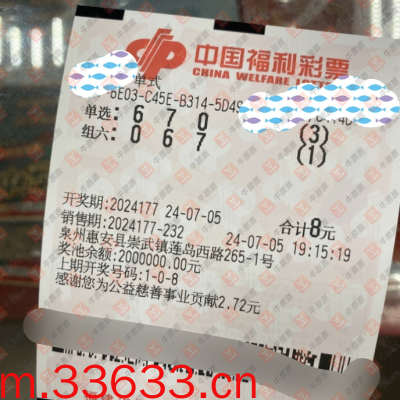 中国福利彩票
CHINA WELFARE
单式
6E03-C45E-B314-5D4
单选：6 7 0 (3)
组六：0 6 7 (1)
开奖期：2024177 24-07-05 合计8元
销售期：2024177-232 24-07-05 19:15:19
泉州惠安县崇武镇莲岛西路265-1号
奖池余额：2000000.00元
上期开奖号码：1-0-8
感谢您为公益慈善事业贡献2.72元
m.33633.cn